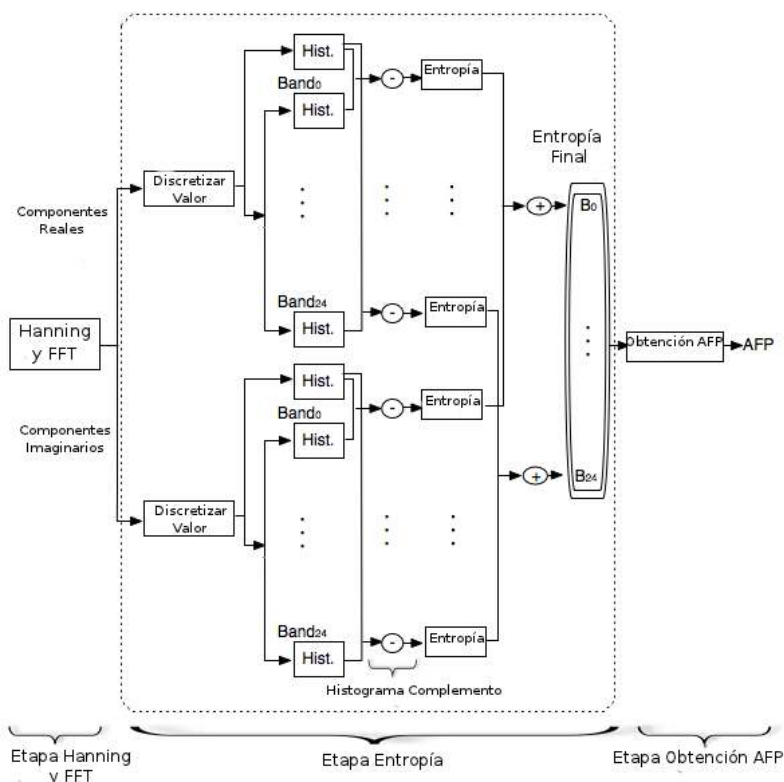 Hist.
Band0
Hist.
Entropía
Entropía
Final
Discretizar
Valor
B0
Componentes
Reales
Band24
Hist.
Entropía
Hanning
y FFT
Obtención AFP
AFP
Hist.
Band0
Hist.
Entropía
Componentes
Imaginarios
B24
Discretizar
Valor
Band24
Hist.
Entropía
Histograma Complemento
Etapa Hanning
y FFT
Etapa Entropía
Etapa Obtención AFP